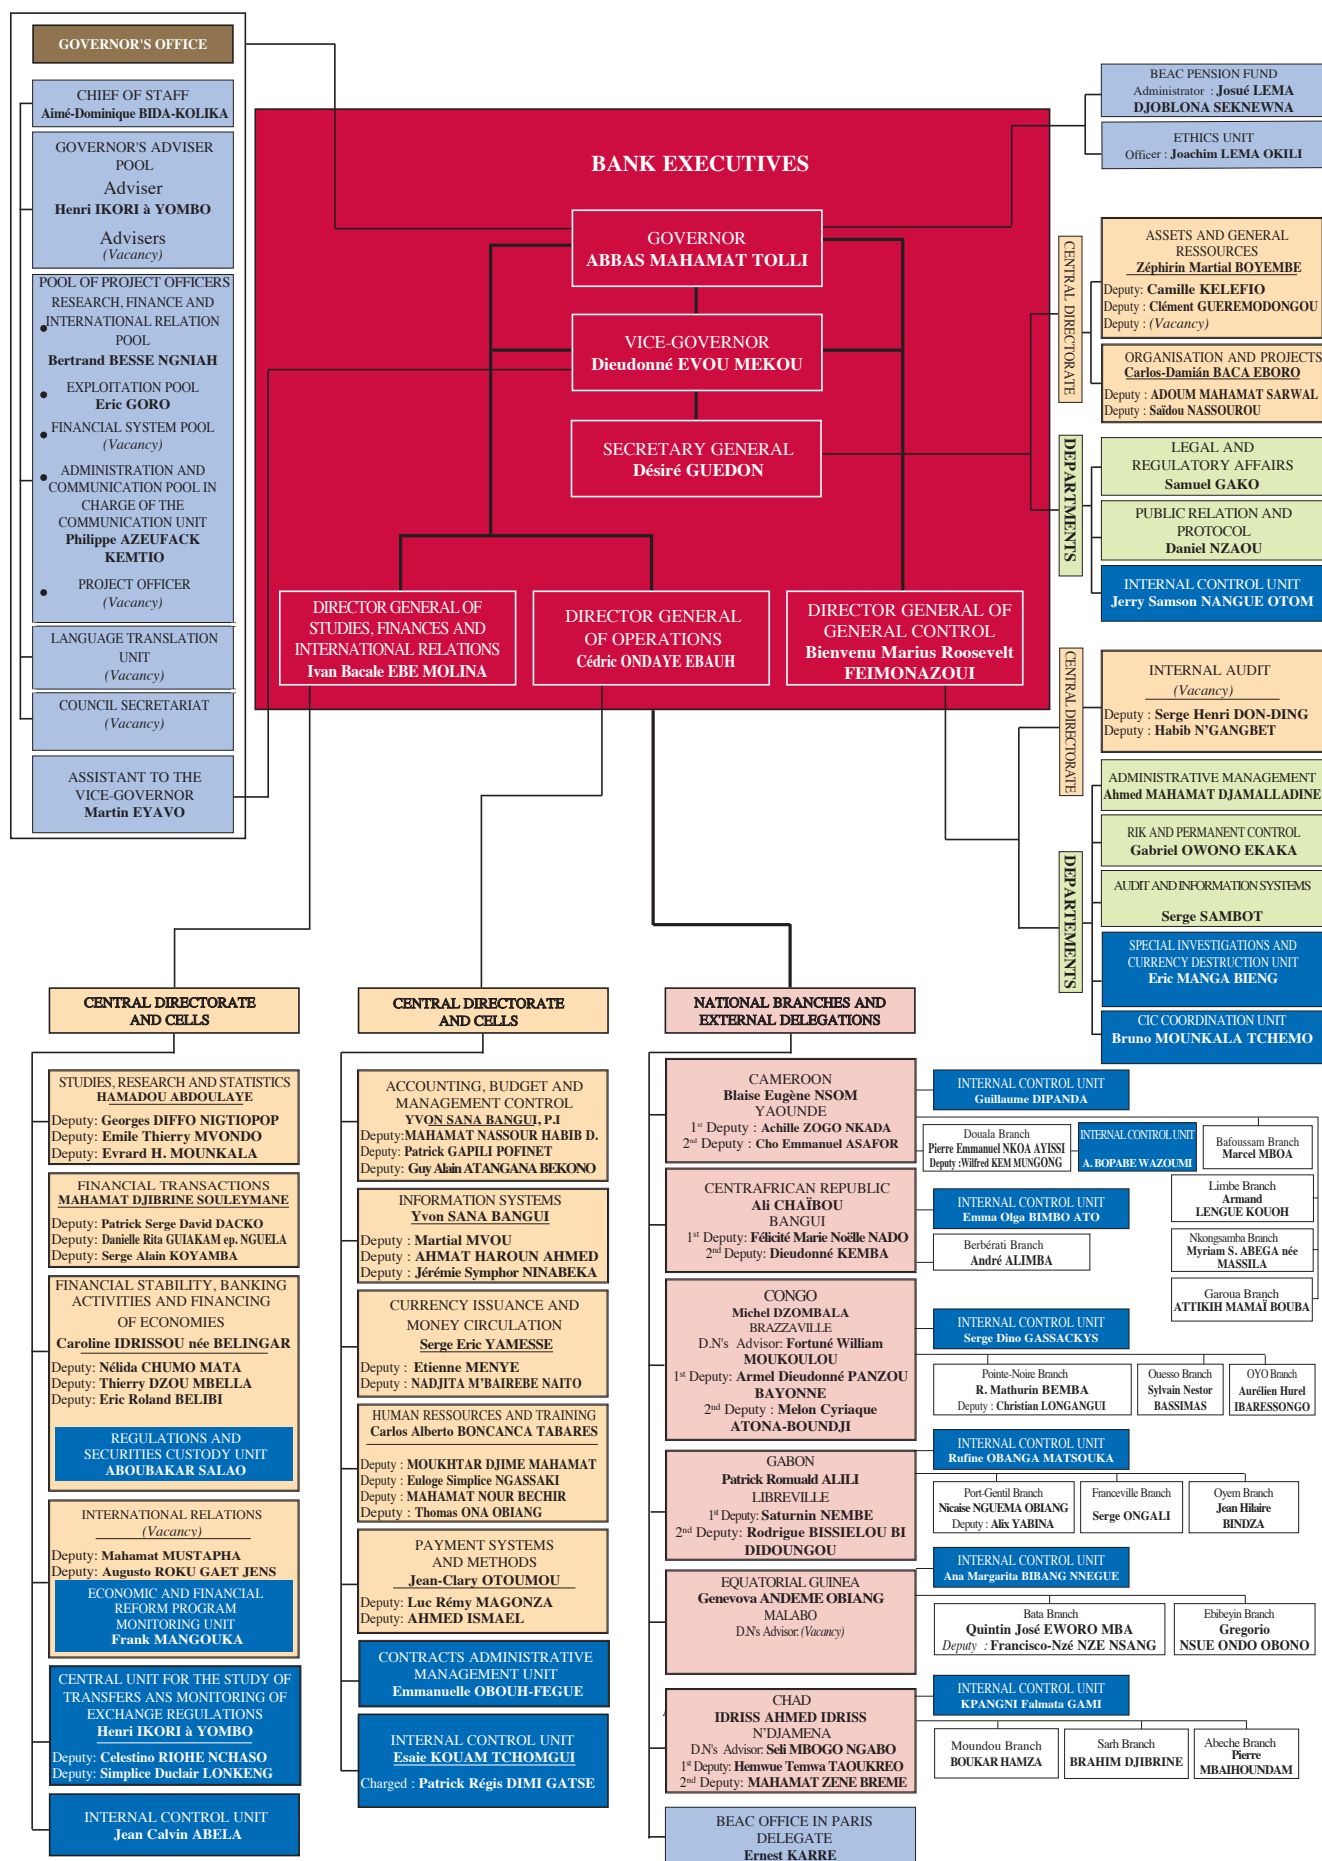 GOVERNOR'S OFFICE
CHIEF OF STAFF
Aimé-Dominique BIDA-KOLIKA
GOVERNOR'S ADVISER
POOL
Adviser
Henri IKORI à YOMBO
Advisers
(Vacancy)
POOL OF PROJECT OFFICERS
RESEARCH, FINANCE AND
• INTERNATIONAL RELATION
POOL
Bertrand BESSE NGNIAH
• EXPLOITATION POOL
Eric GORO
• FINANCIAL SYSTEM POOL
(Vacancy)
• ADMINISTRATION AND
COMMUNICATION POOL IN
CHARGE OF THE
COMMUNICATION UNIT
Philippe AZEUFACK
KEMTIO
• PROJECT OFFICER
(Vacancy)
LANGUAGE TRANSLATION
UNIT
(Vacancy)
COUNCIL SECRETARIAT
(Vacancy)
ASSISTANT TO THE
VICE-GOVERNOR
Martin EYAVO
BANK EXECUTIVES
GOVERNOR
ABBAS MAHAMAT TOLLI
VICE-GOVERNOR
Dieudonné EVOU MEKOU
SECRETARY GENERAL
Désiré GUEDON
DIRECTOR GENERAL OF
STUDIES, FINANCES AND
INTERNATIONAL RELATIONS
Ivan Bacale EBE MOLINA
DIRECTOR GENERAL
OF OPERATIONS
Cédric ONDAYE EBAUH
DIRECTOR GENERAL OF
GENERAL CONTROL
Bienvenu Marius Roosevelt
FEIMONAZOUI
BEAC PENSION FUND
Administrator : Josué LEMA
DJOBLONA SEKNEWNA
ETHICS UNIT
Officer : Joachim LEMA OKILI
CENTRAL DIRECTORATE
ASSETS AND GENERAL
RESSOURCES
Zéphirin Martial BOYEMBE
Deputy: Camille KELEFIO
Deputy : Clément GUEREMODONGOU
Deputy : (Vacancy)
ORGANISATION AND PROJECTS
Carlos-Damián BACA EBORO
Deputy : ADOUM MAHAMAT SARWAL
Deputy : Saïdou NASSOUROU
DEPARTMENTS
LEGAL AND
REGULATORY AFFAIRS
Samuel GAKO
PUBLIC RELATION AND
PROTOCOL
Daniel NZAOU
INTERNAL CONTROL UNIT
Jerry Samson NANGUE OTOM
CENTRAL DIRECTORATE
INTERNAL AUDIT
(Vacancy)
Deputy : Serge Henri DON-DING
Deputy : Habib N'GANGBET
DEPARTEMENTS
ADMINISTRATIVE MANAGEMENT
Ahmed MAHAMAT DJAMALLADINE
RIK AND PERMANENT CONTROL
Gabriel OWONO EKAKA
AUDIT AND INFORMATION SYSTEMS
Serge SAMBOT
SPECIAL INVESTIGATIONS AND
CURRENCY DESTRUCTION UNIT
Eric MANGA BIENG
CIC COORDINATION UNIT
Bruno MOUNKALA TCHEMO
CENTRAL DIRECTORATE
AND CELLS
STUDIES, RESEARCH AND STATISTICS
HAMADOU ABDOULAYE
Deputy: Georges DIFFO NIGTIOPOP
Deputy: Emile Thierry MVONDO
Deputy: Evrard H. MOUNKALA
FINANCIAL TRANSACTIONS
MAHAMAT DJIBRINE SOULEYMANE
Deputy: Patrick Serge David DACKO
Deputy: Danielle Rita GUIAKAM ep. NGUELA
Deputy: Serge Alain KOYAMBA
FINANCIAL STABILITY, BANKING
ACTIVITIES AND FINANCING
OF ECONOMIES
Caroline IDRISSOU née BELINGAR
Deputy: Nélida CHUMO MATA
Deputy: Thierry DZOU MBELLA
Deputy: Eric Roland BELIBI
REGULATIONS AND
SECURITIES CUSTODY UNIT
ABOUBAKAR SALAO
INTERNATIONAL RELATIONS
(Vacancy)
Deputy: Mahamat MUSTAPHA
Deputy: Augusto ROKU GAET JENS
ECONOMIC AND FINANCIAL
REFORM PROGRAM
MONITORING UNIT
Frank MANGOUKA
CENTRAL UNIT FOR THE STUDY OF
TRANSFERS ANS MONITORING OF
EXCHANGE REGULATIONS
Henri IKORI à YOMBO
Deputy: Celestino RIOHE NCHASO
Deputy: Simplice Duclair LONKENG
INTERNAL CONTROL UNIT
Jean Calvin ABELA
CENTRAL DIRECTORATE
AND CELLS
ACCOUNTING, BUDGET AND
MANAGEMENT CONTROL
YVON SANA BANGUI, P.I
Deputy:MAHAMAT NASSOUR HABIB D.
Deputy: Patrick GAPILI POFINET
Deputy: Guy Alain ATANGANA BEKONO
INFORMATION SYSTEMS
Yvon SANA BANGUI
Deputy : Martial MVOU
Deputy : AHMAT HAROUN AHMED
Deputy : Jérémie Symphor NINABEKA
CURRENCY ISSUANCE AND
MONEY CIRCULATION
Serge Eric YAMESSE
Deputy : Etienne MENYE
Deputy : NADJITA M'BAIREBE NAITO
HUMAN RESSOURCES AND TRAINING
Carlos Alberto BONCANCA TABARES
Deputy : MOUKHTAR DJIME MAHAMAT
Deputy : Euloge Simplice NGASSAKI
Deputy : MAHAMAT NOUR BECHIR
Deputy : Thomas ONA OBIANG
PAYMENT SYSTEMS
AND METHODS
Jean-Clary OTOUMOU
Deputy: Luc Rémy MAGONZA
Deputy: AHMED ISMAEL
CONTRACTS ADMINISTRATIVE
MANAGEMENT UNIT
Emmanuelle OBOUH-FEGUE
INTERNAL CONTROL UNIT
Esaie KOUAM TCHOMGUI
Charged : Patrick Régis DIMI GATSE
NATIONAL BRANCHES AND
EXTERNAL DELEGATIONS
CAMEROON
Blaise Eugène NSOM
YAOUNDE
1st Deputy : Achille ZOGO NKADA
2nd Deputy : Cho Emmanuel ASAFOR
INTERNAL CONTROL UNIT
Guillaume DIPANDA
Douala Branch
Pierre Emmanuel NKOA AYISSI
Deputy :Wilfred KEM MUNGONG
INTERNAL CONTROL UNIT
A. BOPABE WAZOUMI
Bafoussam Branch
Marcel MBOA
Limbe Branch
Armand
LENGUE KOUOH
Nkongsamba Branch
Myriam S. ABEGA née
MASSILA
Garoua Branch
ATTIKIH MAMAÏ BOUBA
CENTRAFRICAN REPUBLIC
Ali CHAÏBOU
BANGUI
1st Deputy: Félicité Marie Noëlle NADO
2nd Deputy: Dieudonné KEMBA
INTERNAL CONTROL UNIT
Emma Olga BIMBO ATO
Berbérati Branch
André ALIMBA
CONGO
Michel DZOMBALA
BRAZZAVILLE
D.N's Advisor: Fortuné William
MOUKOULOU
1st Deputy: Armel Dieudonné PANZOU
BAYONNE
2nd Deputy : Melon Cyriaque
ATONA-BOUNDJI
INTERNAL CONTROL UNIT
Serge Dino GASSACKYS
Pointe-Noire Branch
R. Mathurin BEMBA
Deputy : Christian LONGANGUI
Ouesso Branch
Sylvain Nestor
BASSIMAS
OYO Branch
Aurélien Hurel
IBARESSONGO
GABON
Patrick Romuald ALILI
LIBREVILLE
1st Deputy: Saturnin NEMBE
2nd Deputy: Rodrigue BISSIELOU BI
DIDOUNGOU
INTERNAL CONTROL UNIT
Rufine OBANGA MATSOUKA
Port-Gentil Branch
Nicaise NGUEMA OBIANG
Deputy : Alix YABINA
Franceville Branch
Serge ONGALI
Oyem Branch
Jean Hilaire
BINDZA
EQUATORIAL GUINEA
Genevova ANDEME OBIANG
MALABO
D.N's Advisor: (Vacancy)
INTERNAL CONTROL UNIT
Ana Margarita BIBANG NNEGUE
Bata Branch
Quintin José EWORO MBA
Deputy : Francisco-Nzé NZE NSANG
Ebibeyin Branch
Gregorio
NSUE ONDO OBONO
CHAD
IDRISS AHMED IDRISS
N'DJAMENA
D.N's Advisor: Seli MBOGO NGABO
1st Deputy: Hemwue Temwa TAOUKREO
2nd Deputy: MAHAMAT ZENE BREME
INTERNAL CONTROL UNIT
KPANGNI Falmata GAMI
Moundou Branch
BOUKAR HAMZA
Sarh Branch
BRAHIM DJIBRINE
Abeche Branch
Pierre
MBAIHOUNDAM
BEAC OFFICE IN PARIS
DELEGATE
Ernest KARRE